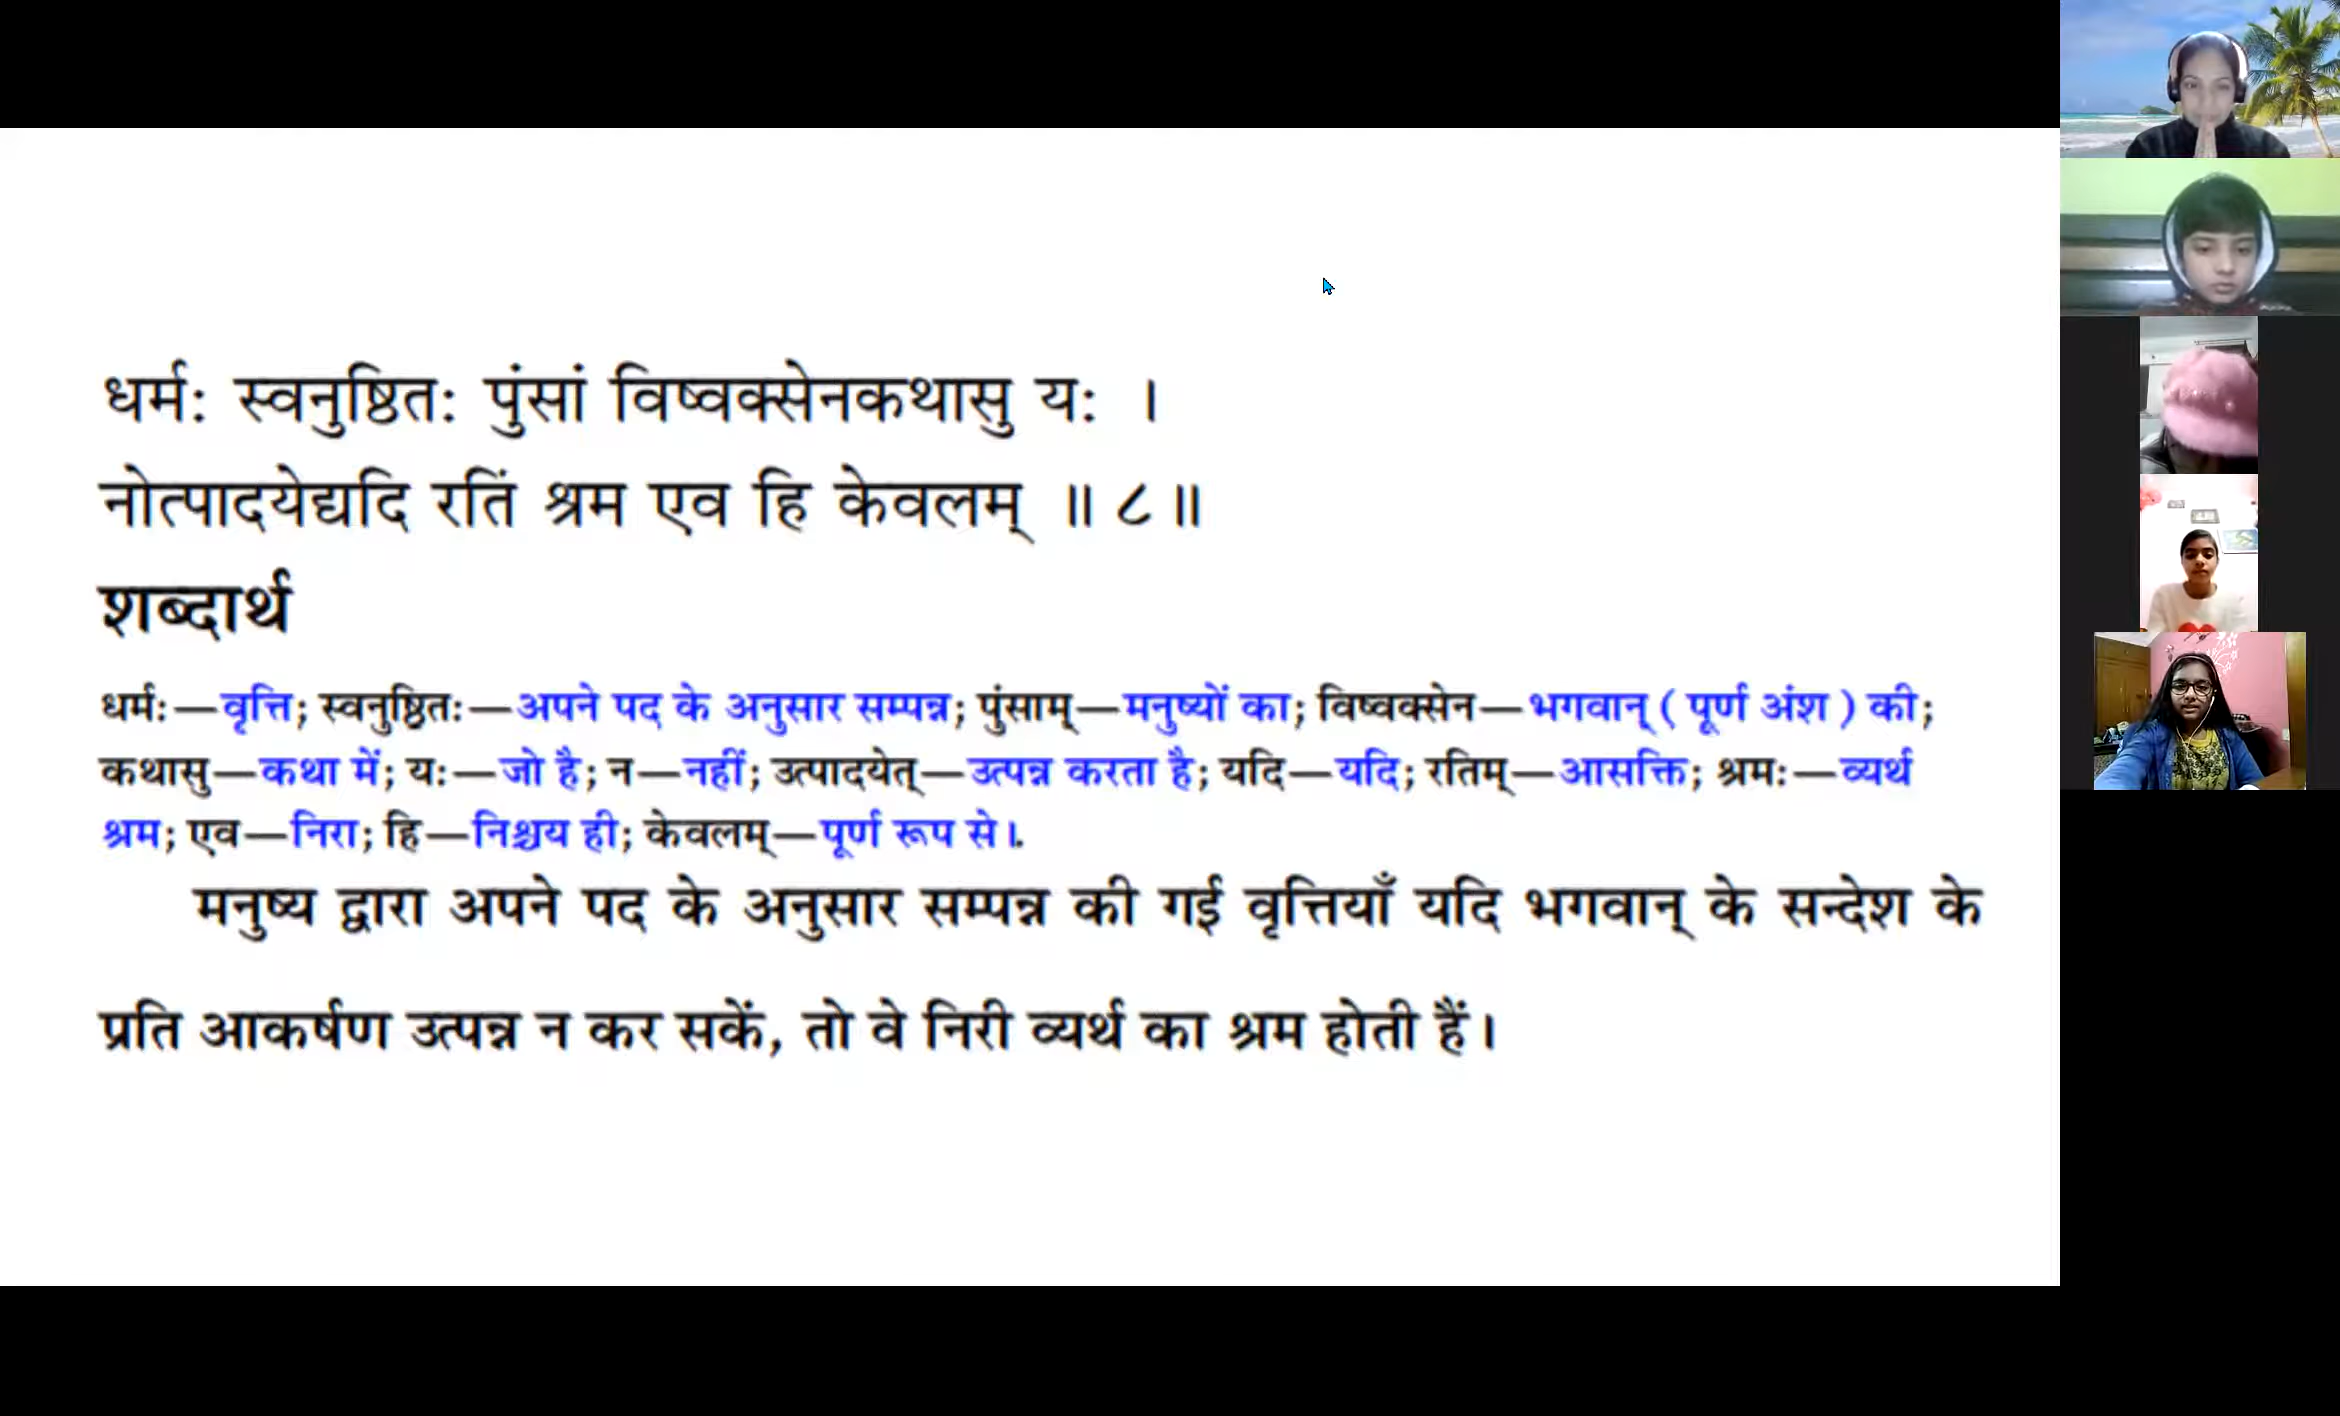 धर्मः स्वनुष्ठितः पुंसां विष्वक्सेनकथासु यः ।
नोत्पादयेद्यदि रतिं श्रम एव हि केवलम् ॥ ८ ॥
शब्दार्थ
धर्मः—वृत्ति; स्वनुष्ठितः—अपने पद के अनुसार सम्पन्न; पुंसाम्—मनुष्यों का; विष्वक्सेन—भगवान् ( पूर्ण अंश ) की;
कथासु—कथा में; यः—जो है; न—नहीं; उत्पादयेत्—उत्पन्न करता है; यदि—यदि; रतिम्—आसक्ति; श्रमः—व्यर्थ
श्रम; एव—निरा; हि—निश्चय ही; केवलम्—पूर्ण रूप से।.
मनुष्य द्वारा अपने पद के अनुसार सम्पन्न की गई वृत्तियाँ यदि भगवान् के सन्देश के
प्रति आकर्षण उत्पन्न न कर सकें, तो वे निरी व्यर्थ का श्रम होती हैं।